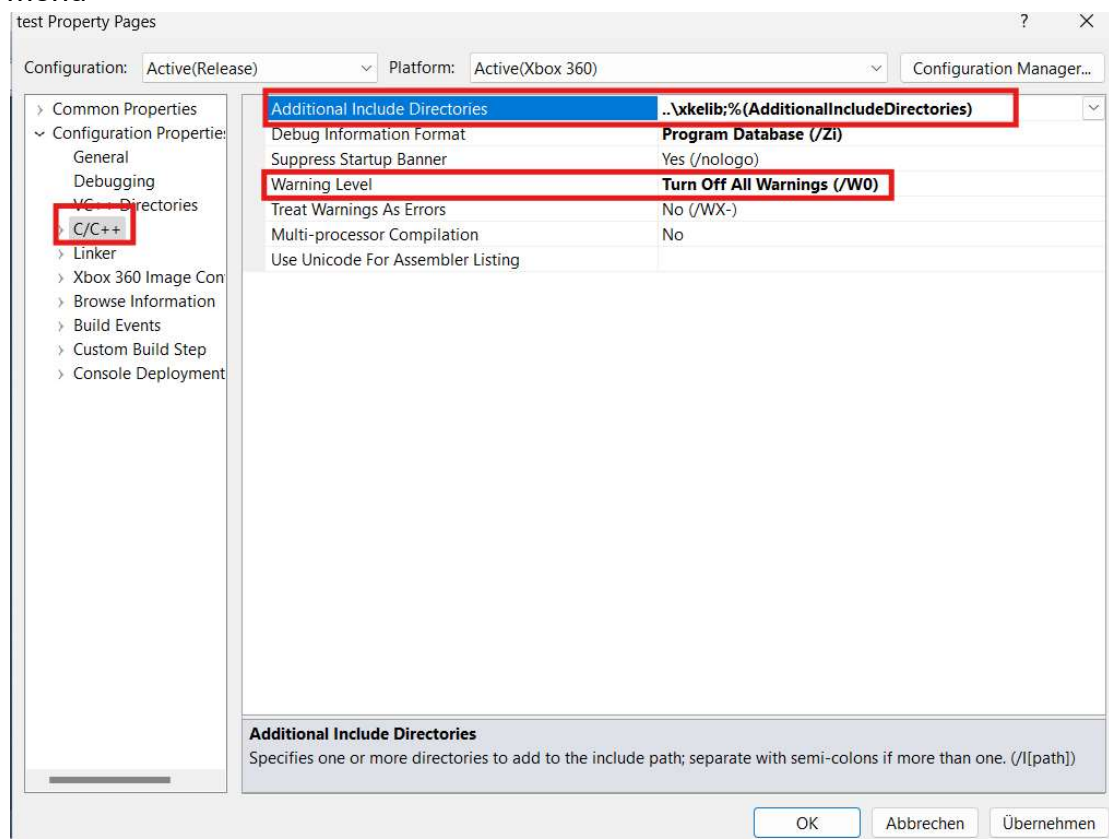 test Property Pages ? ×
Configuration: Active(Release) Platform: Active(Xbox 360) Configuration Manager...
Common Properties
Configuration Propertie
General
Debugging
VC++ Directories
C/C++
Linker
Xbox 360 Image Con
Browse Information
Build Events
Custom Build Step
Console Deployment
Additional Include Directories ..\xkelib;%(AdditionalIncludeDirectories)
Debug Information Format Program Database (/Zi)
Suppress Startup Banner Yes (/nologo)
Warning Level Turn Off All Warnings (/W0)
Treat Warnings As Errors No (/WX-)
Multi-processor Compilation No
Use Unicode For Assembler Listing
Additional Include Directories
Specifies one or more directories to add to the include path; separate with semi-colons if more than one. (/I[path])
OK Abbrechen Übernehmen